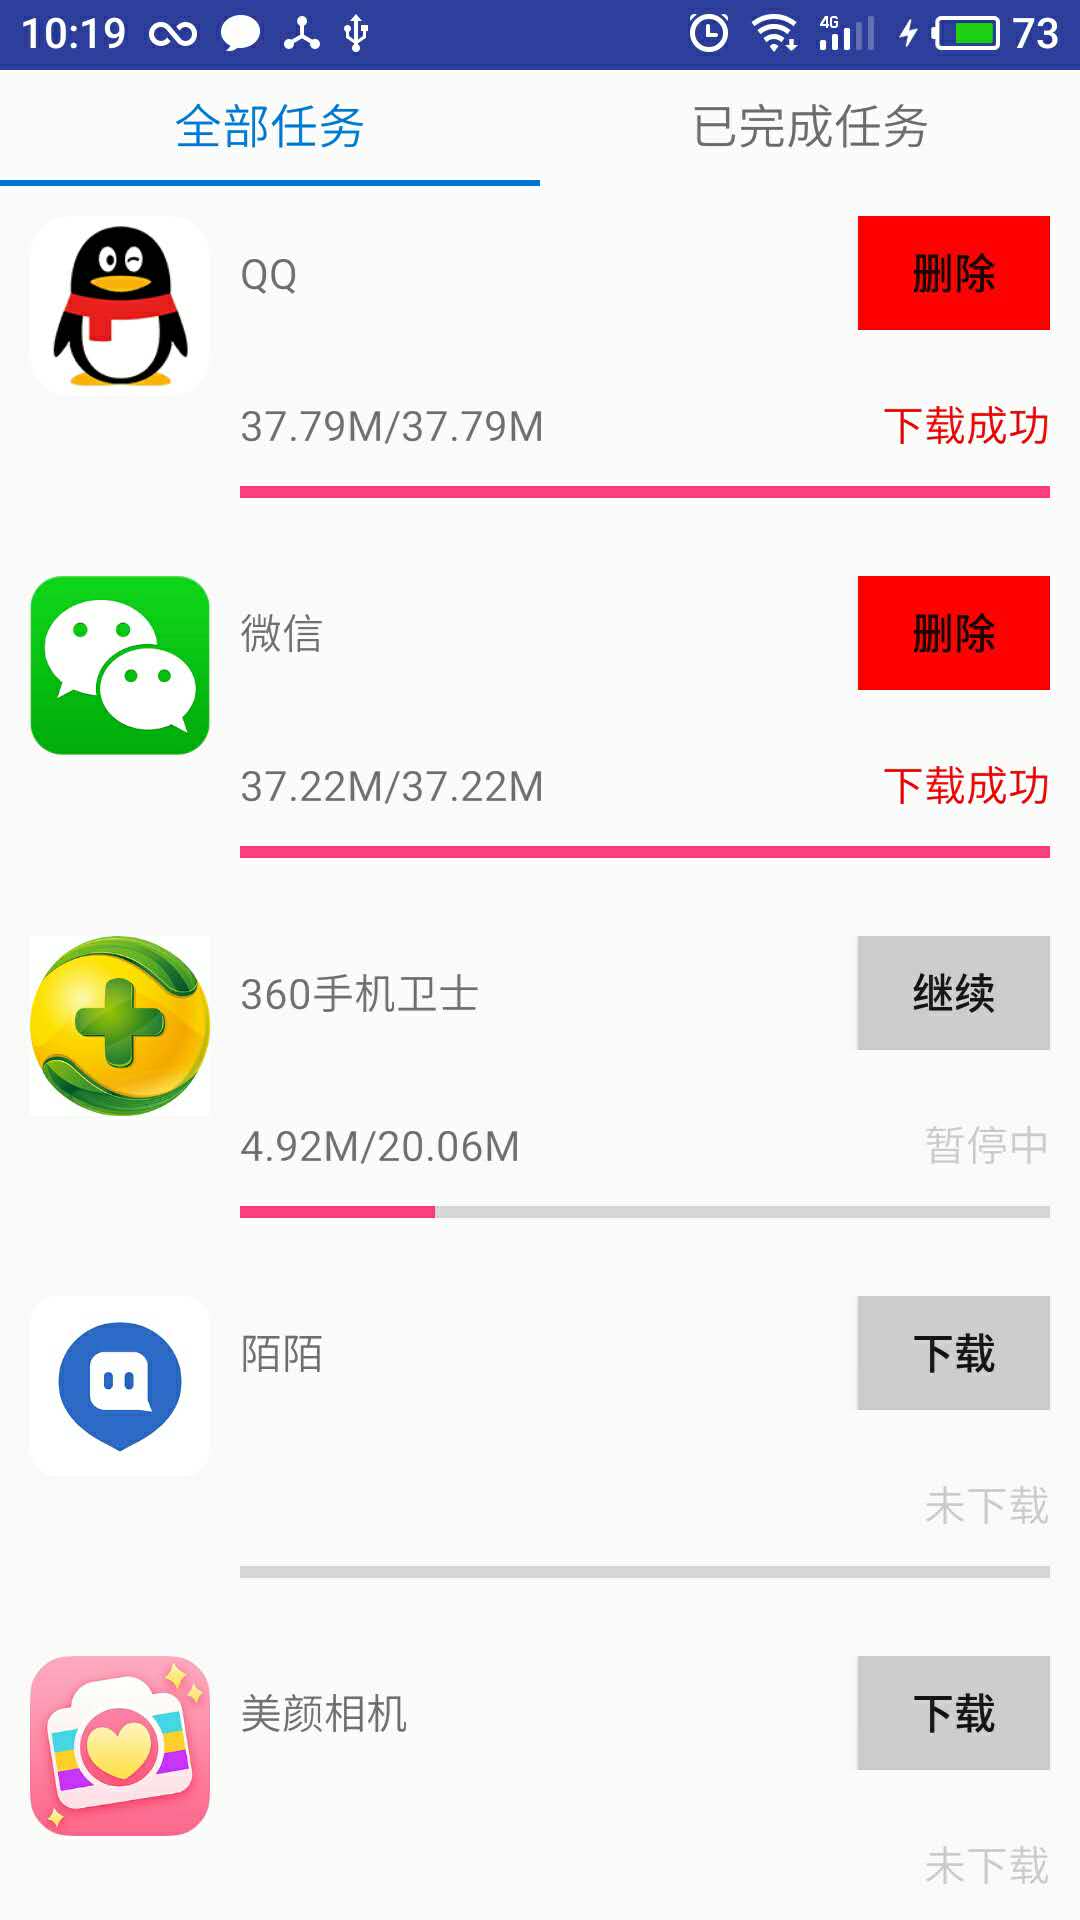 10:19 4G 73
全部任务 已完成任务
QQ 删除
37.79M/37.79M 下载成功
微信 删除
37.22M/37.22M 下载成功
360手机卫士 继续
4.92M/20.06M 暂停中
陌陌 下载
未下载
美颜相机 下载
未下载